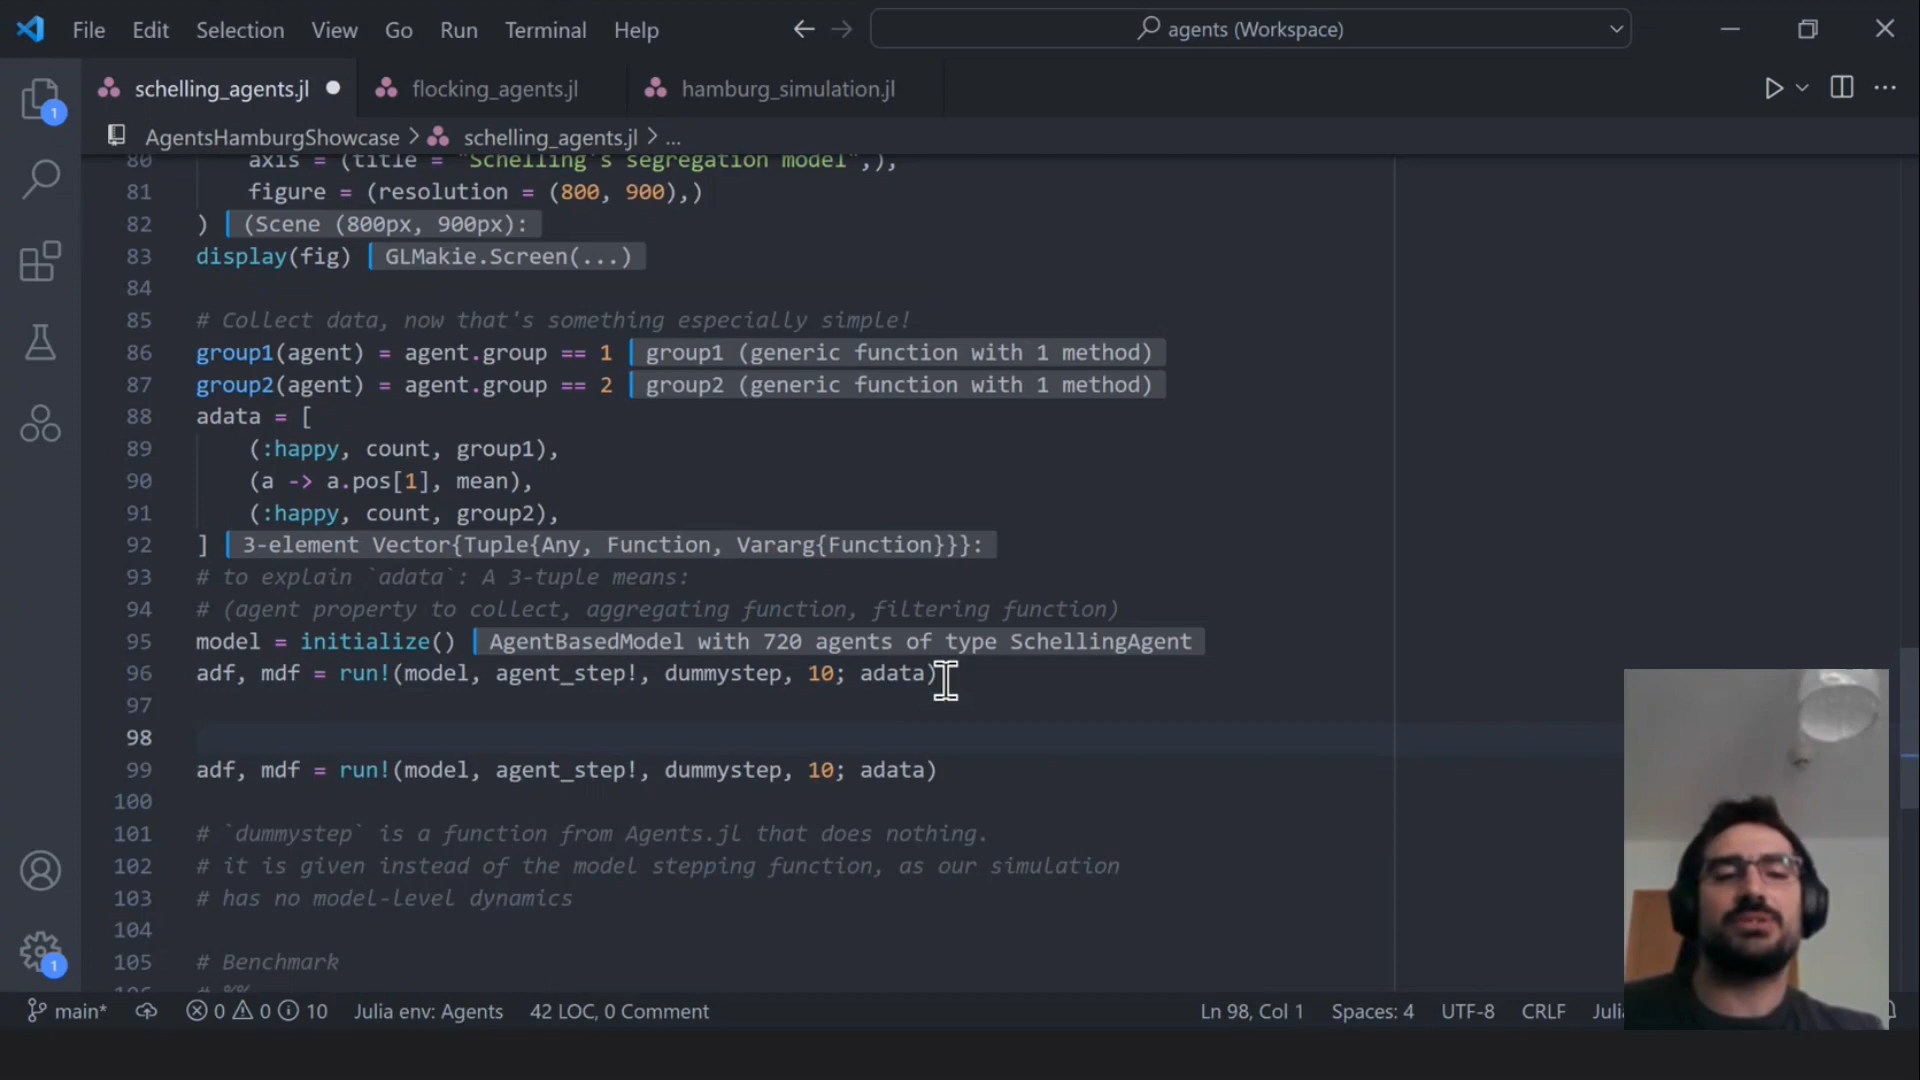 File Edit Selection View Go Run Terminal Help
agents (Workspace)
schelling_agents.jl
flocking_agents.jl
hamburg_simulation.jl
AgentsHamburgShowcase > schelling_agents.jl > ...
80 axis = (title = "Schelling's segregation model",),
81 figure = (resolution = (800, 900),)
82 ) (Scene (800px, 900px):
83 display(fig) GLMakie.Screen(...)
84
85 # Collect data, now that's something especially simple!
86 group1(agent) = agent.group == 1 group1 (generic function with 1 method)
87 group2(agent) = agent.group == 2 group2 (generic function with 1 method)
88 adata = [
89 (:happy, count, group1),
90 (a -> a.pos[1], mean),
91 (:happy, count, group2),
92 ] 3-element Vector{Tuple{Any, Function, Vararg{Function}}}:
93 # to explain `adata`: A 3-tuple means:
94 # (agent property to collect, aggregating function, filtering function)
95 model = initialize() AgentBasedModel with 720 agents of type SchellingAgent
96 adf, mdf = run!(model, agent_step!, dummystep, 10; adata)
97
98
99 adf, mdf = run!(model, agent_step!, dummystep, 10; adata)
100
101 # `dummystep` is a function from Agents.jl that does nothing.
102 # it is given instead of the model stepping function, as our simulation
103 # has no model-level dynamics
104
105 # Benchmark
# %%
1
1
main* 0 0 10 Julia env: Agents 42 LOC, 0 Comment Ln 98, Col 1 Spaces: 4 UTF-8 CRLF